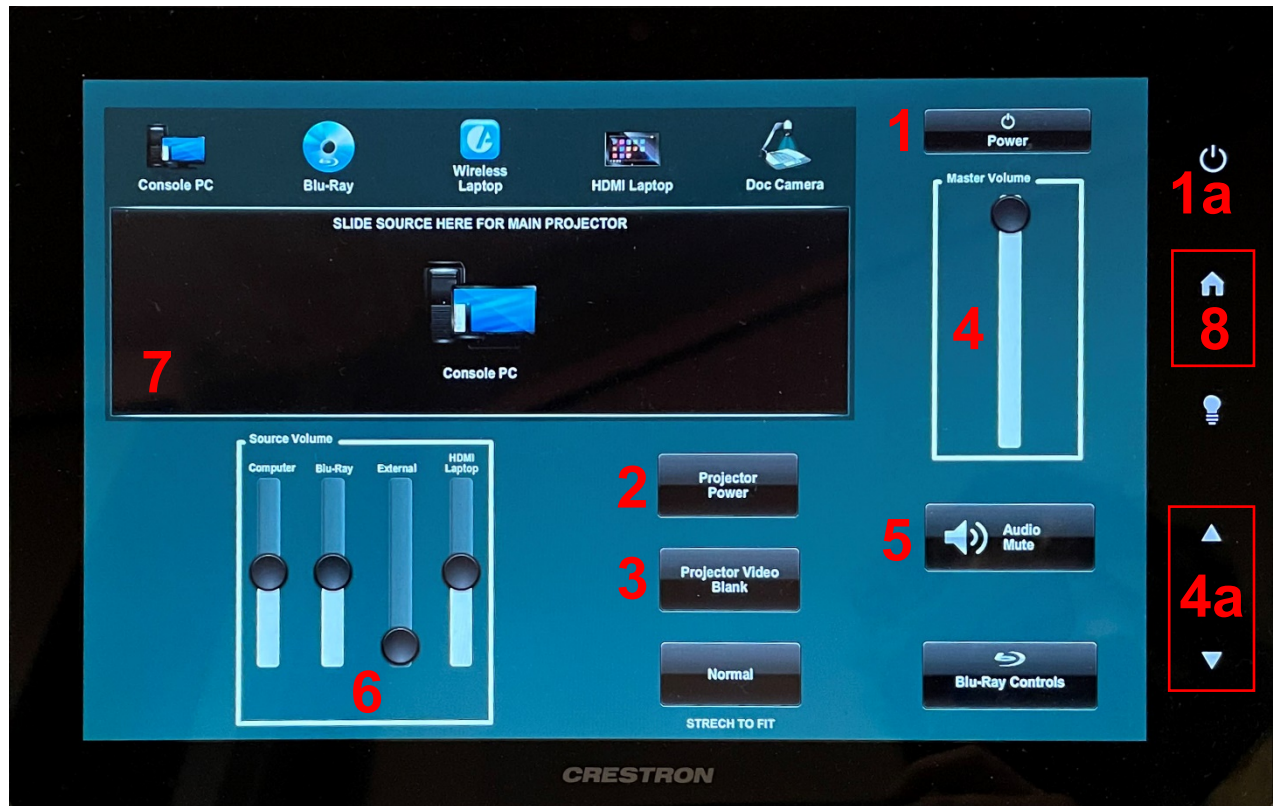 Console PC
Blu-Ray
Wireless
Laptop
HDMI Laptop
Doc Camera
SLIDE SOURCE HERE FOR MAIN PROJECTOR
Console PC
7
1
Power
1a
Master Volume
4
8
Source Volume
Computer
Blu-Ray
External
HDMI
Laptop
6
2
Projector
Power
3
Projector Video
Blank
Normal
STRECH TO FIT
5
Audio
Mute
4a
Blu-Ray Controls
CRESTRON